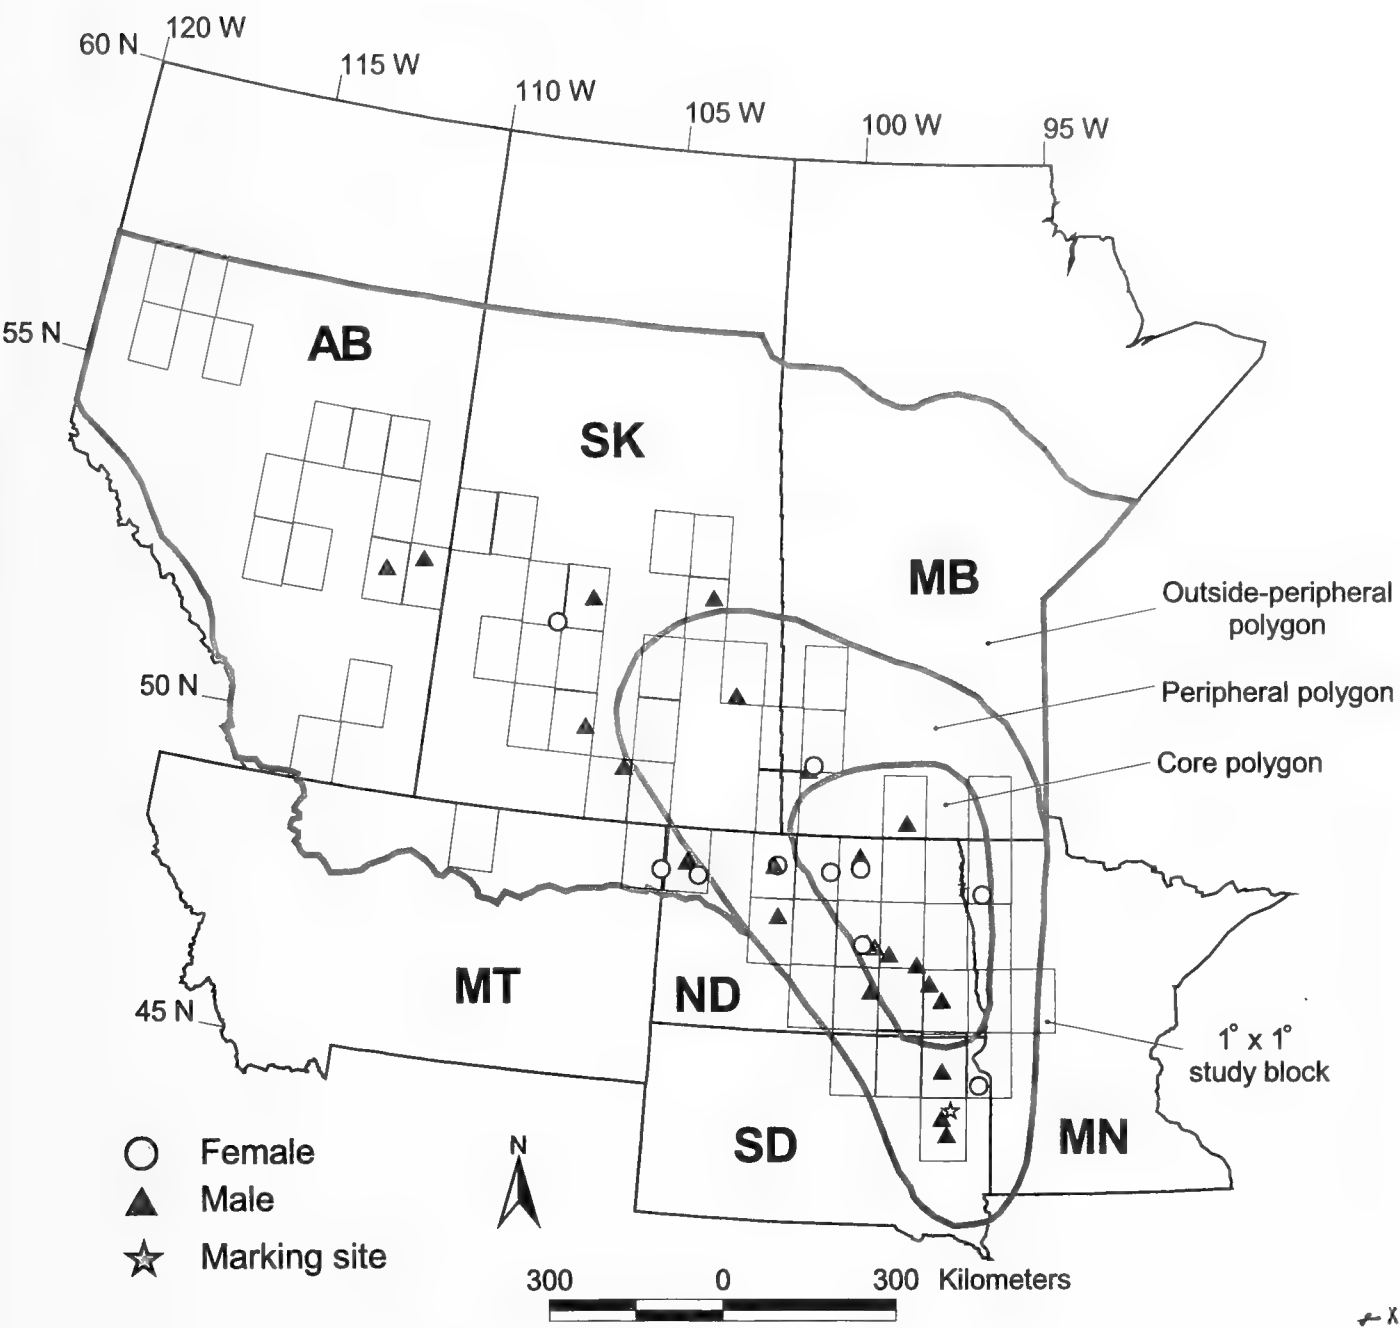 120 W
60 N
115 W
110 W
105 W
100 W
95 W
55 N
AB
SK
MB
Outside-peripheral
polygon
50 N
Peripheral polygon
Core polygon
MT
ND
45 N
1° x 1°
study block
SD
MN
N
Female
Male
Marking site
300 0 300 Kilometers